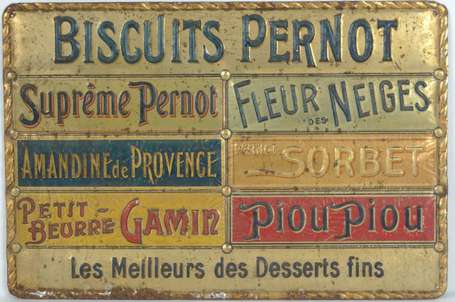 BISCUITS PERNOT
Suprême Pernot
FLEUR DES NEIGES
AMANDINE de PROVENCE
PERNOT SORBET
PETIT-
BEURRE GAMIN
PIOU PIOU
Les Meilleurs des Desserts fins